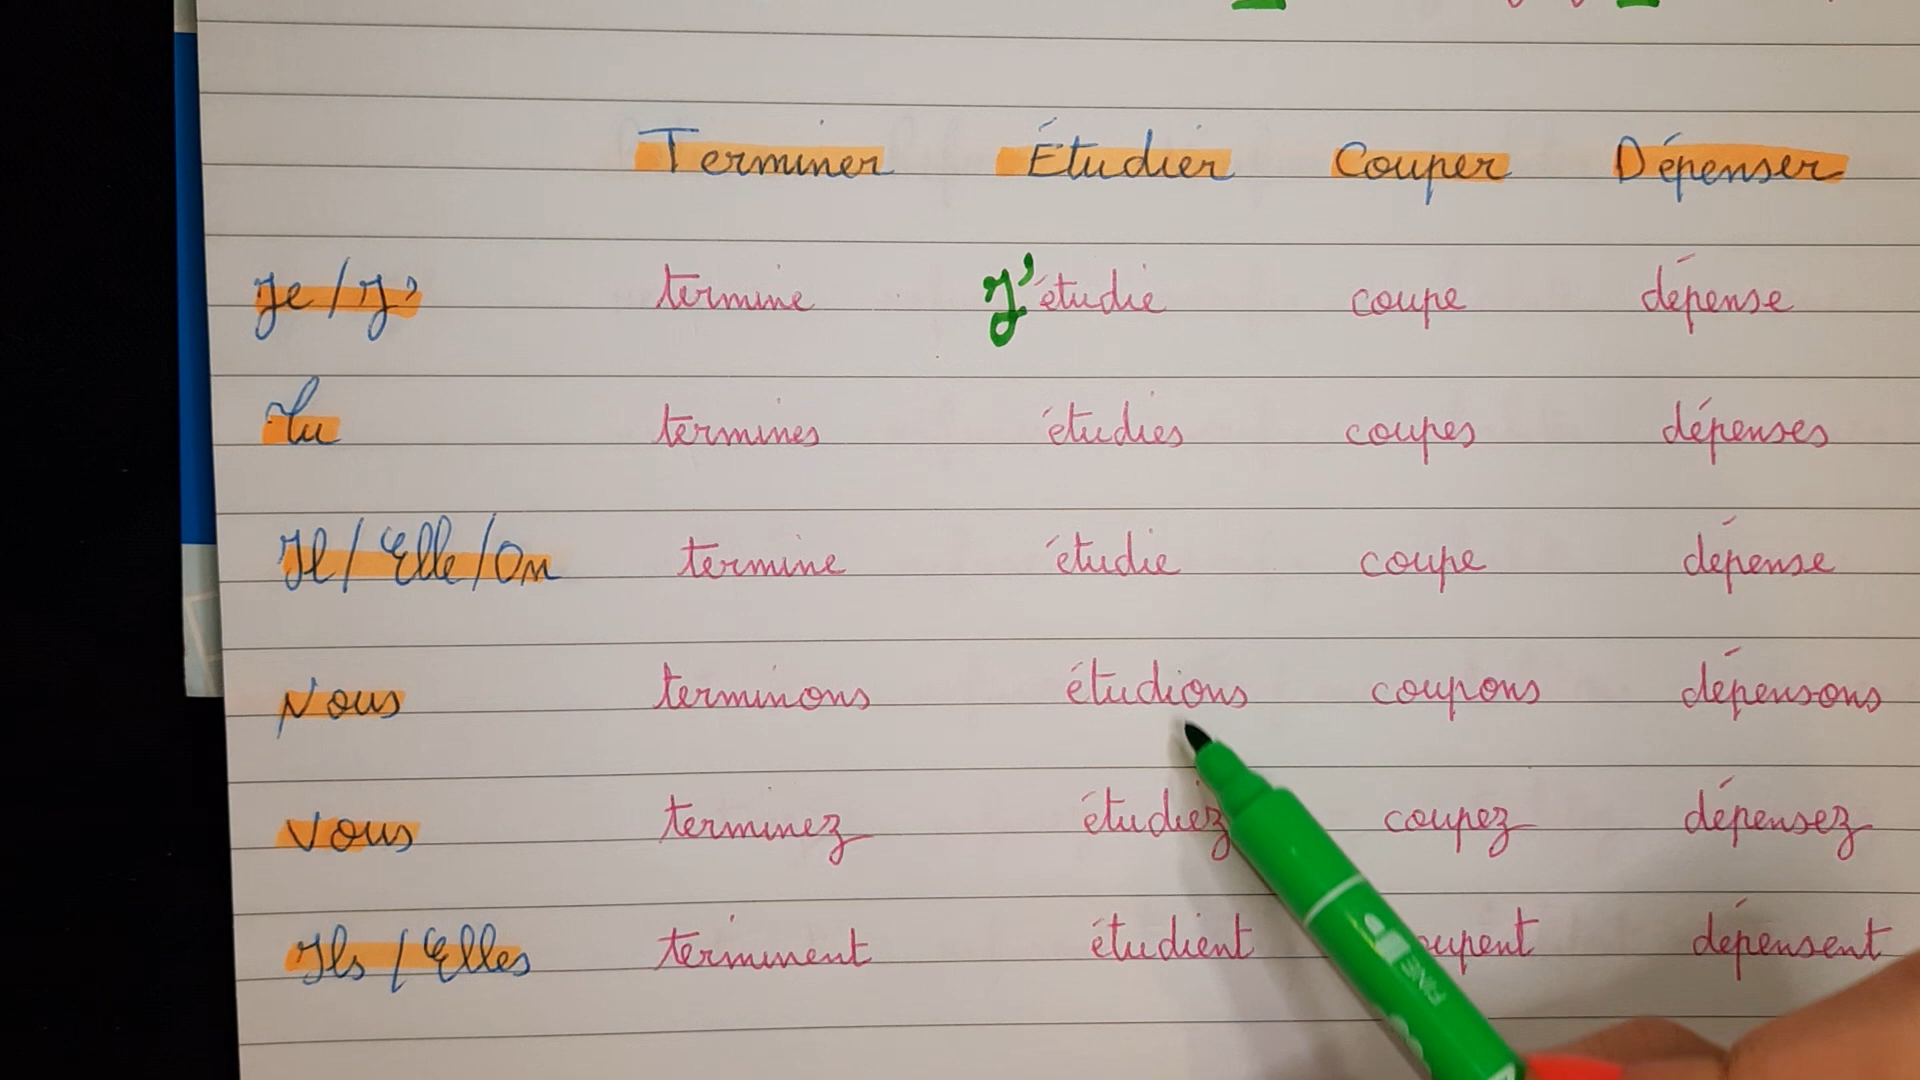 Terminer Étudier Couper Dépenser
Je / J' termine J'étudie coupe dépense
Tu termines étudies coupes dépenses
Il / Elle / On termine étudie coupe dépense
Nous terminons étudions coupons dépensons
Vous terminez étudiez coupez dépensez
Ils / Elles terminent étudient dépensent
FINE